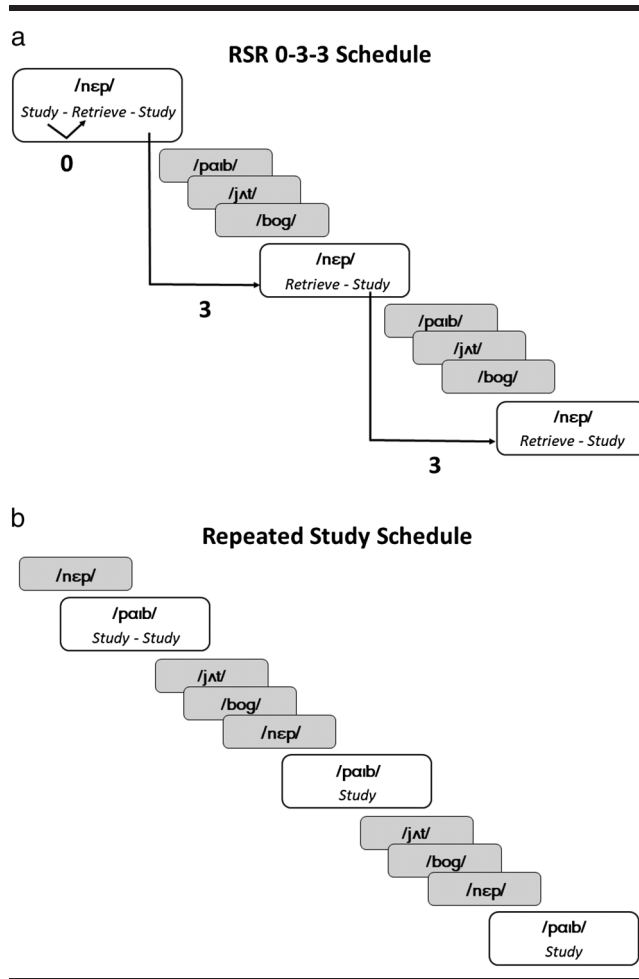 a
RSR 0-3-3 Schedule
/nɛp/
Study - Retrieve - Study
0
/paɪb/
/jʌt/
/bog/
/nɛp/
Retrieve - Study
3
/paɪb/
/jʌt/
/bog/
/nɛp/
Retrieve - Study
3
b
Repeated Study Schedule
/nɛp/
/paɪb/
Study - Study
/jʌt/
/bog/
/nɛp/
/paɪb/
Study
/jʌt/
/bog/
/nɛp/
/paɪb/
Study